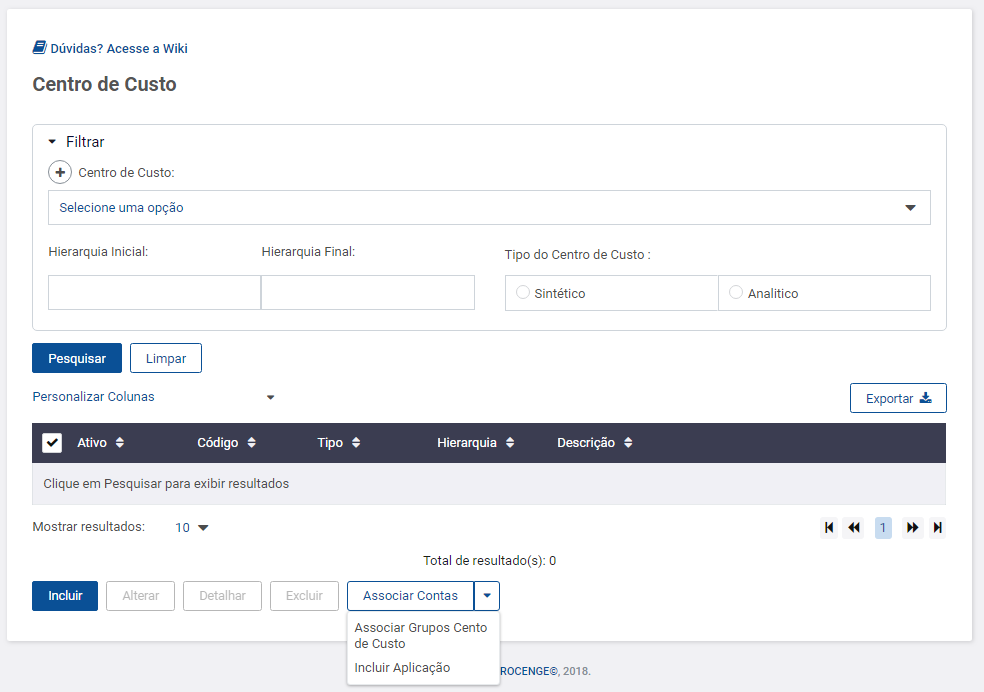 Dúvidas? Acesse a Wiki
Centro de Custo
Filtrar
Centro de Custo:
Selecione uma opção
Hierarquia Inicial: Hierarquia Final: Tipo do Centro de Custo :
Sintético Analitico
Pesquisar Limpar
Personalizar Colunas Exportar
Ativo Código Tipo Hierarquia Descrição
Clique em Pesquisar para exibir resultados
Mostrar resultados: 10 1
Total de resultado(s): 0
Incluir Alterar Detalhar Excluir Associar Contas
Associar Grupos Cento
de Custo
Incluir Aplicação
ROCENGE©, 2018.